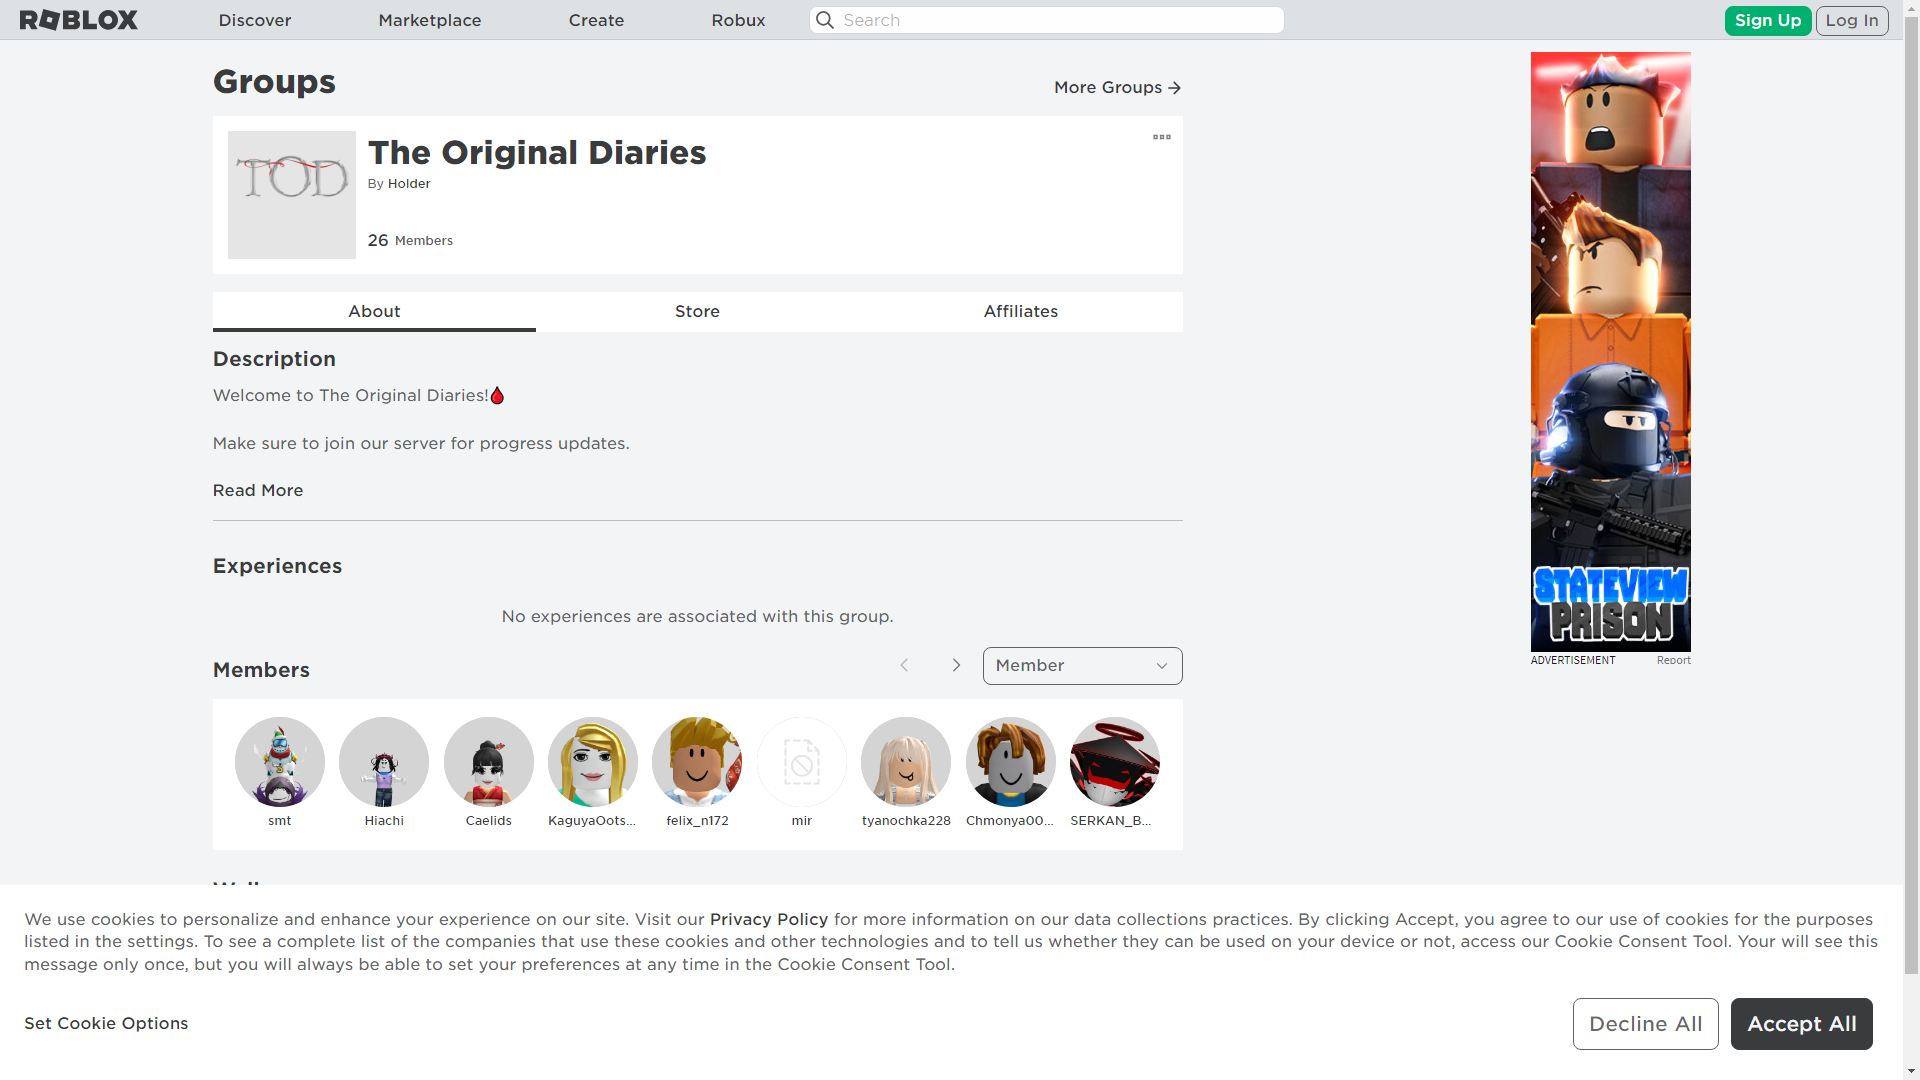 ROBLOX Discover Marketplace Create Robux Search Sign Up Log In
Groups
More Groups
TOD
The Original Diaries
By Holder
26 Members
About Store Affiliates
Description
Welcome to The Original Diaries!🩸
Make sure to join our server for progress updates.
Read More
Experiences
No experiences are associated with this group.
Members
Member
smt Hiachi Caelids KaguyaOots... felix_n172 mir tyanochka228 Chmonya00... SERKAN_B...
STATEVIEW
PRISON
ADVERTISEMENT Report
We use cookies to personalize and enhance your experience on our site. Visit our Privacy Policy for more information on our data collections practices. By clicking Accept, you agree to our use of cookies for the purposes
listed in the settings. To see a complete list of the companies that use these cookies and other technologies and to tell us whether they can be used on your device or not, access our Cookie Consent Tool. Your will see this
message only once, but you will always be able to set your preferences at any time in the Cookie Consent Tool.
Set Cookie Options
Decline All
Accept All